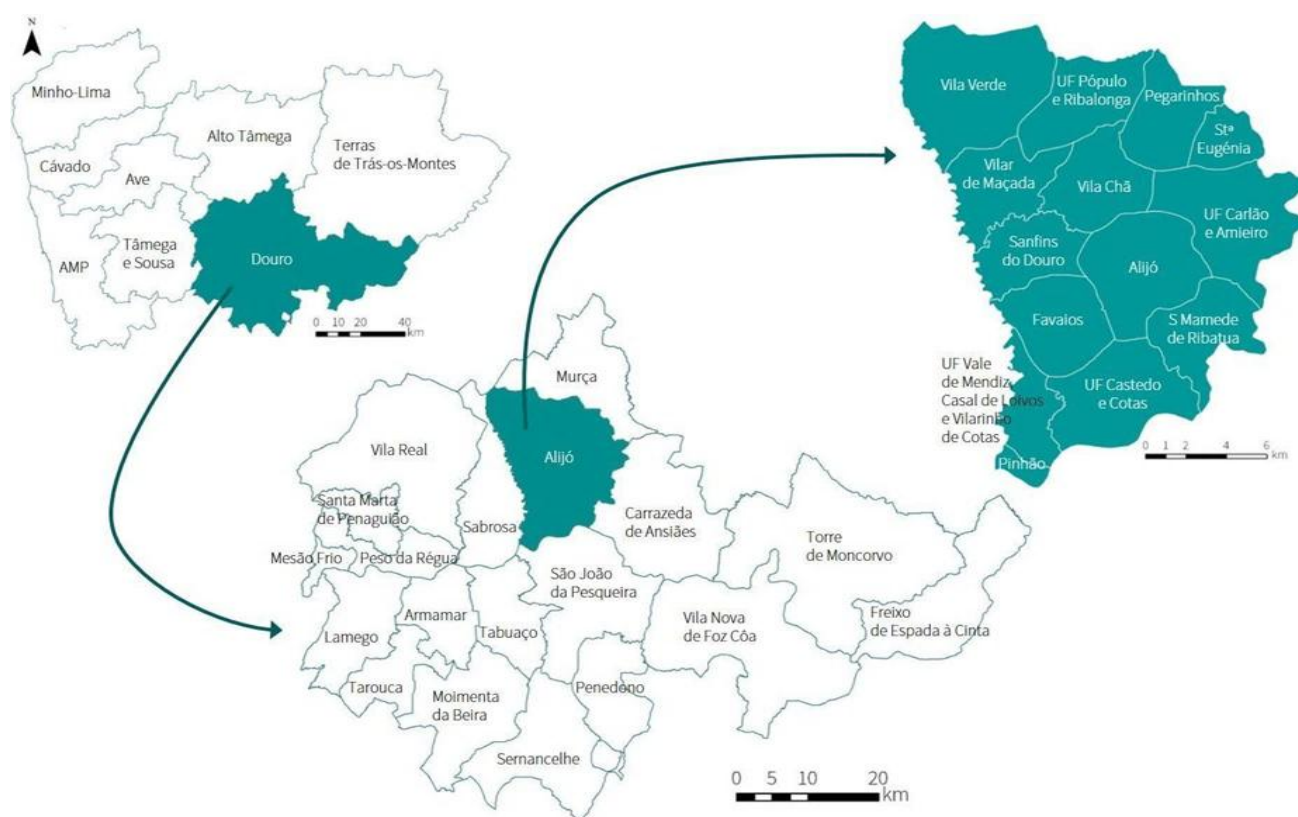 N
Minho-Lima
Cávado
Ave
Alto Tâmega
Terras
de Trás-os-Montes
AMP
Tâmega
e Sousa
Douro
0 10 20 40
km
Vila Verde
UF Pópulo
e Ribalonga
Pegarinhos
Stª
Eugénia
Vilar
de Maçada
Vila Chã
UF Carlão
e Amieiro
Sanfins
do Douro
Alijó
Favaios
S Mamede
de Ribatua
UF Vale
de Mendiz
Casal de Loivos
e Vilarinho
de Cotas
UF Castedo
e Cotas
Pinhão
0 1 2 4 6
km
Murça
Vila Real
Alijó
Santa Marta
de Penaguião
Sabrosa
Carrazeda
de Ansiães
Torre
de Moncorvo
Mesão Frio
Peso da Régua
São João
da Pesqueira
Freixo
de Espada à Cinta
Vila Nova
de Foz Côa
Lamego
Armamar
Tabuaço
Tarouca
Moimenta
da Beira
Penedono
Sernancelhe
0 5 10 20
km